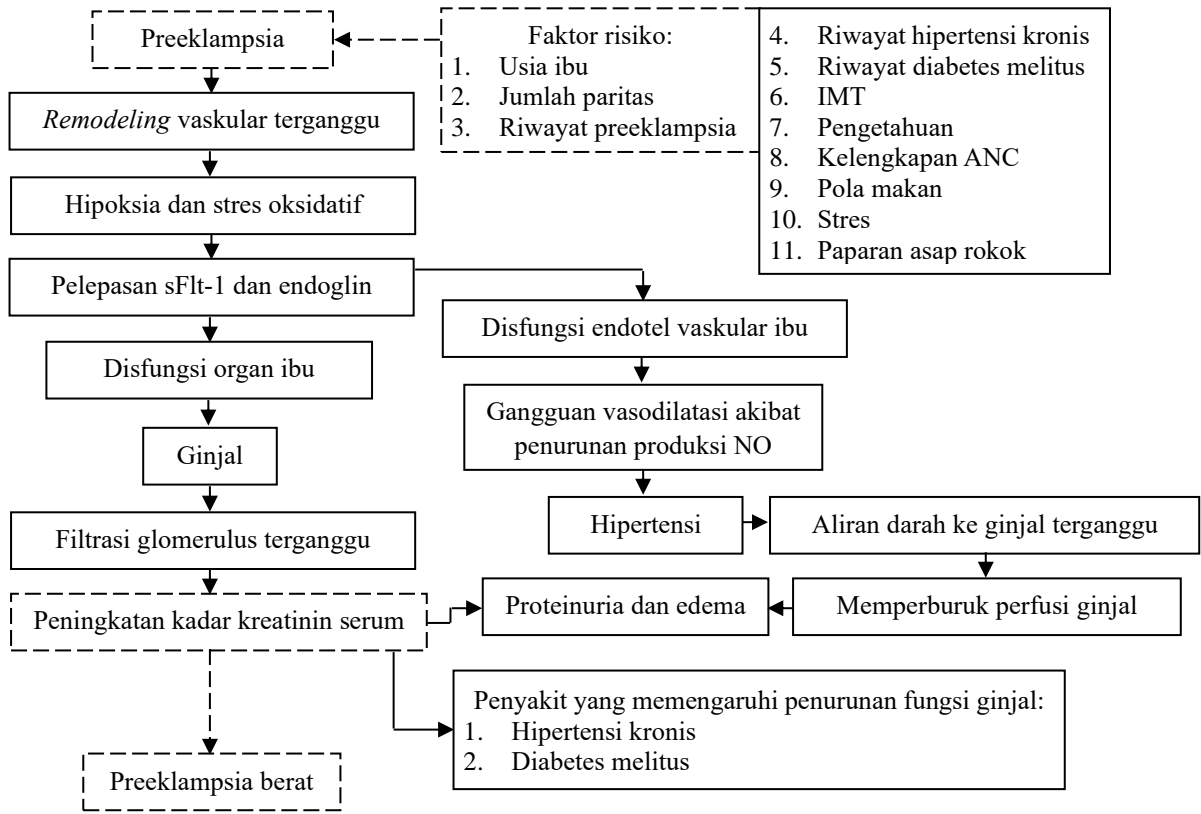 Preeklampsia
Faktor risiko:
1. Usia ibu
2. Jumlah paritas
3. Riwayat preeklampsia
4. Riwayat hipertensi kronis
5. Riwayat diabetes melitus
6. IMT
7. Pengetahuan
8. Kelengkapan ANC
9. Pola makan
10. Stres
11. Paparan asap rokok
Remodeling vaskular terganggu
Hipoksia dan stres oksidatif
Pelepasan sFlt-1 dan endoglin
Disfungsi endotel vaskular ibu
Disfungsi organ ibu
Gangguan vasodilatasi akibat
penurunan produksi NO
Ginjal
Hipertensi
Aliran darah ke ginjal terganggu
Filtrasi glomerulus terganggu
Peningkatan kadar kreatinin serum
Proteinuria dan edema
Memperburuk perfusi ginjal
Penyakit yang memengaruhi penurunan fungsi ginjal:
1. Hipertensi kronis
2. Diabetes melitus
Preeklampsia berat